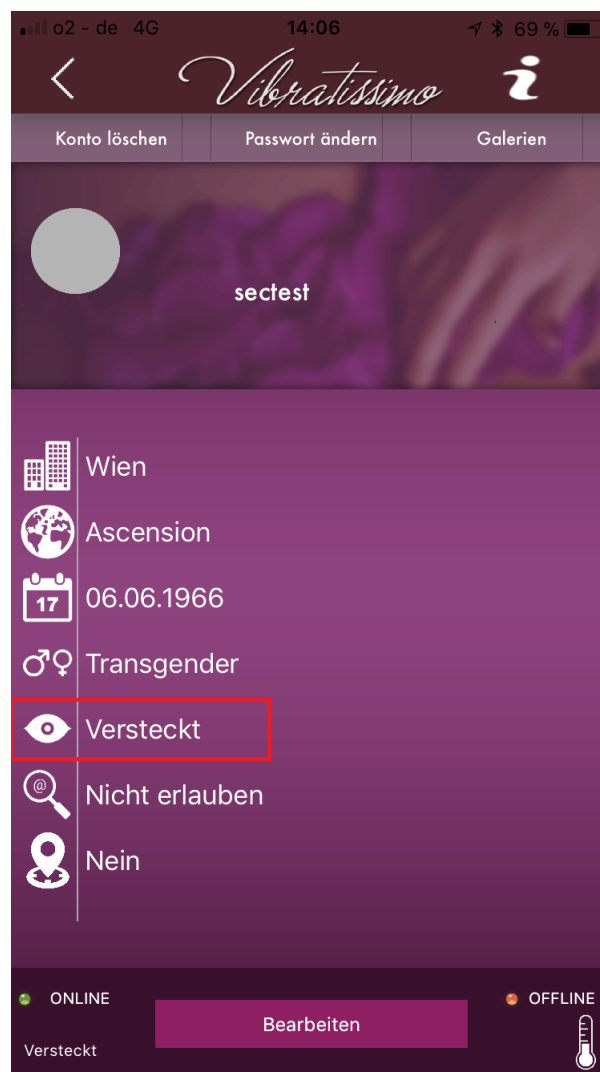 o2 - de 4G 14:06 69 %
Vibratissimo i
Konto löschen Passwort ändern Galerien
sectest
Wien
Ascension
17 06.06.1966
Transgender
Versteckt
@ Nicht erlauben
Nein
ONLINE OFFLINE
Bearbeiten
Versteckt